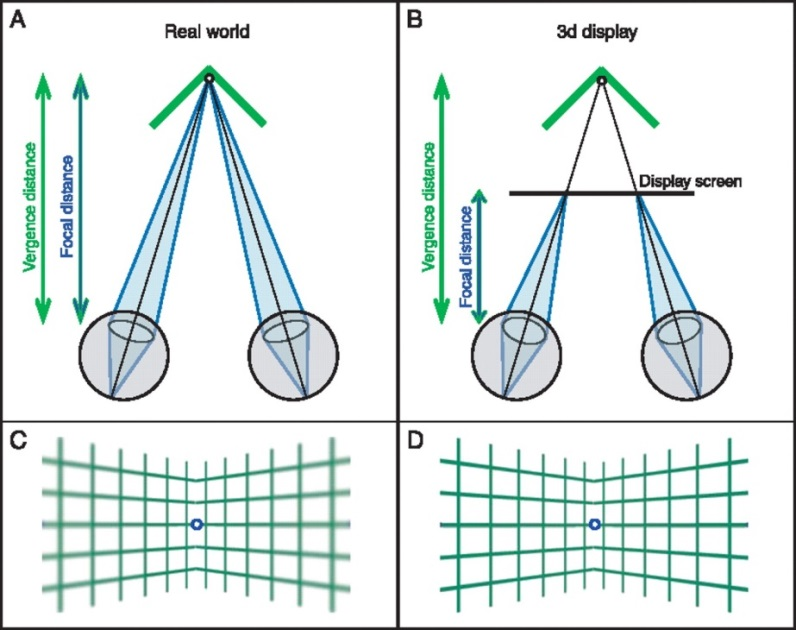 A
Real world
Vergence distance
Focal distance
B
3d display
Vergence distance
Focal distance
Display screen
C
D